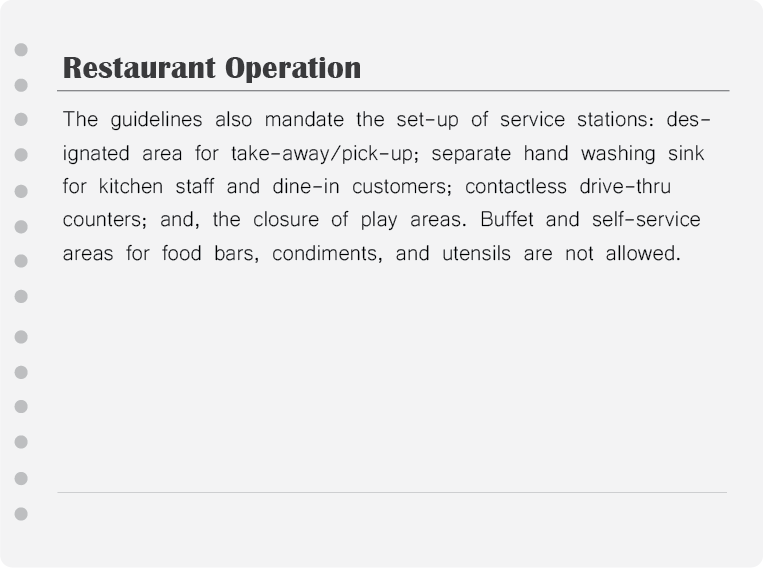 Restaurant Operation
The guidelines also mandate the set-up of service stations: des-
ignated area for take-away/pick-up; separate hand washing sink
for kitchen staff and dine-in customers; contactless drive-thru
counters; and, the closure of play areas. Buffet and self-service
areas for food bars, condiments, and utensils are not allowed.